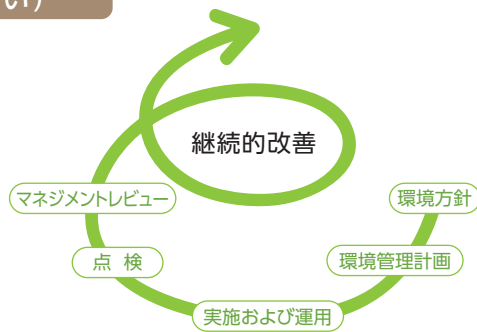 い)
継続的改善
マネジメントレビュー
環境方針
点 検
環境管理計画
実施および運用